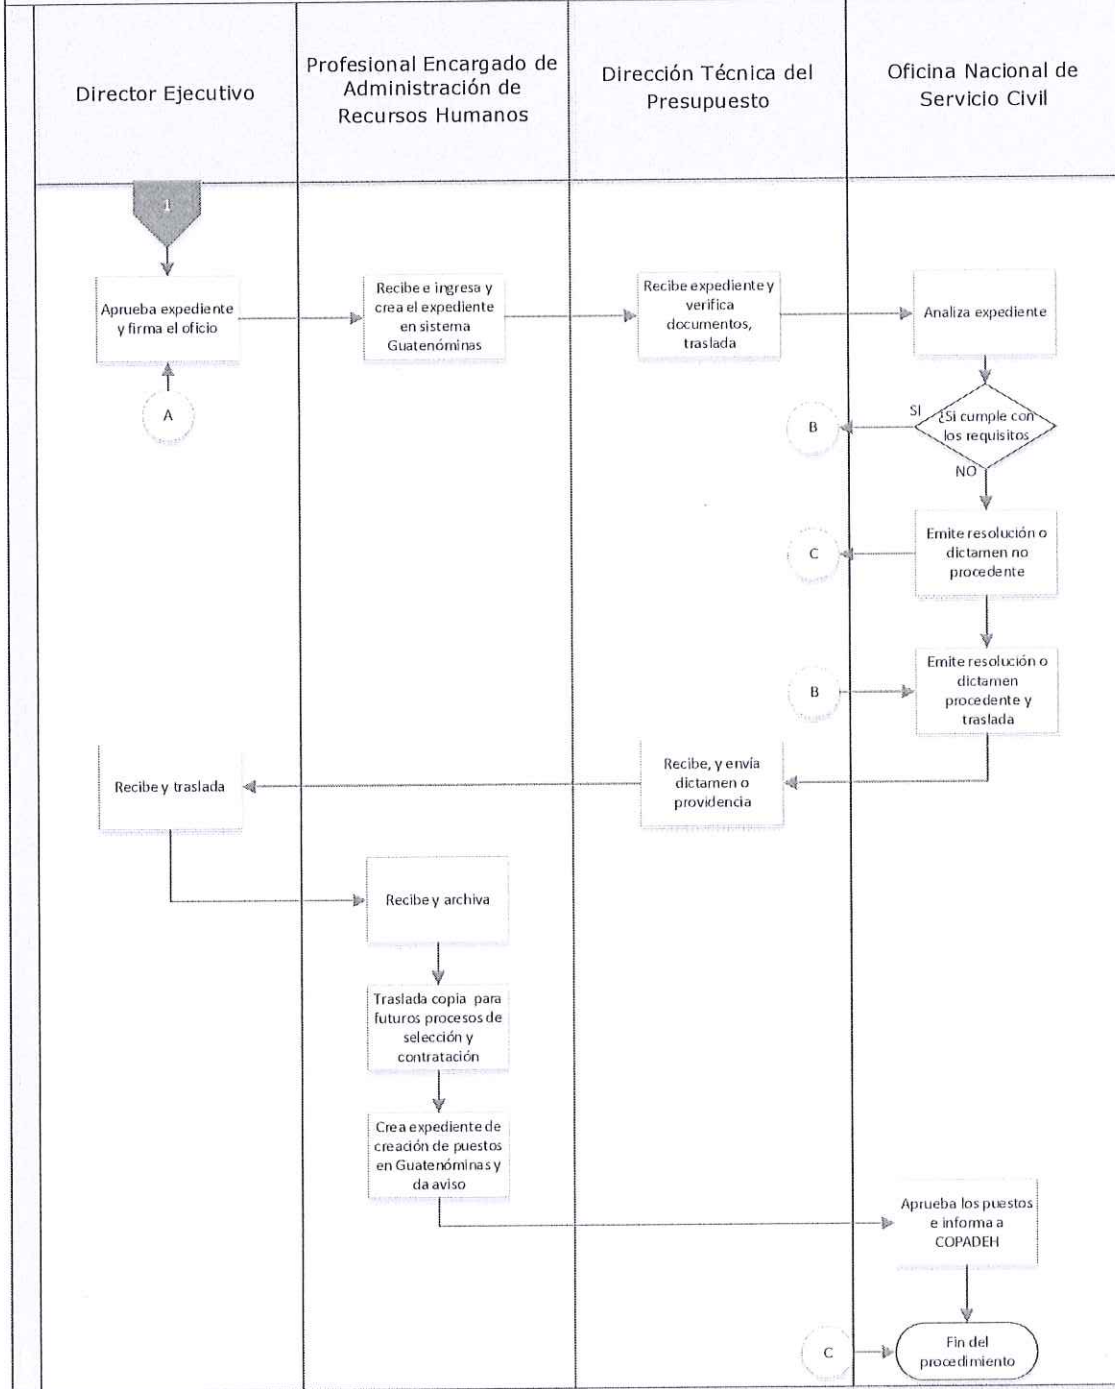 Director Ejecutivo
Profesional Encargado de
Administración de
Recursos Humanos
Dirección Técnica del
Presupuesto
Oficina Nacional de
Servicio Civil
1
Aprueba expediente
y firma el oficio
Recibe e ingresa y
crea el expediente
en sistema
Guatenóminas
Recibe expediente y
verifica
documentos,
traslada
Analiza expediente
A
B
SI
¿Si cumple con
los requisitos
NO
C
Emite resolución o
dictamen no
procedente
B
Emite resolución o
dictamen
procedente y
traslada
Recibe y traslada
Recibe, y envía
dictamen o
providencia
Recibe y archiva
Traslada copia para
futuros procesos de
selección y
contratación
Crea expediente de
creación de puestos
en Guatenóminas y
da aviso
Aprueba los puestos
e informa a
COPADEH
C
Fin del
procedimiento